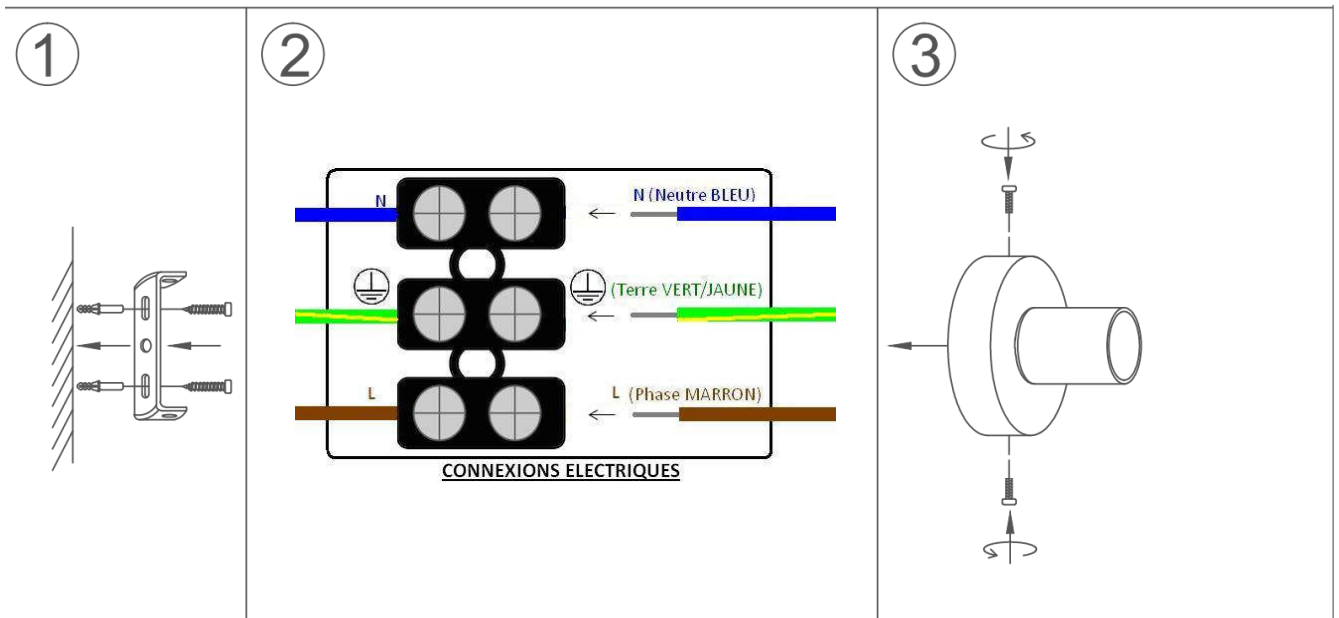 1
2
3
N
N (Neutre BLEU)
(Terre VERT/JAUNE)
L
L (Phase MARRON)
CONNEXIONS ELECTRIQUES